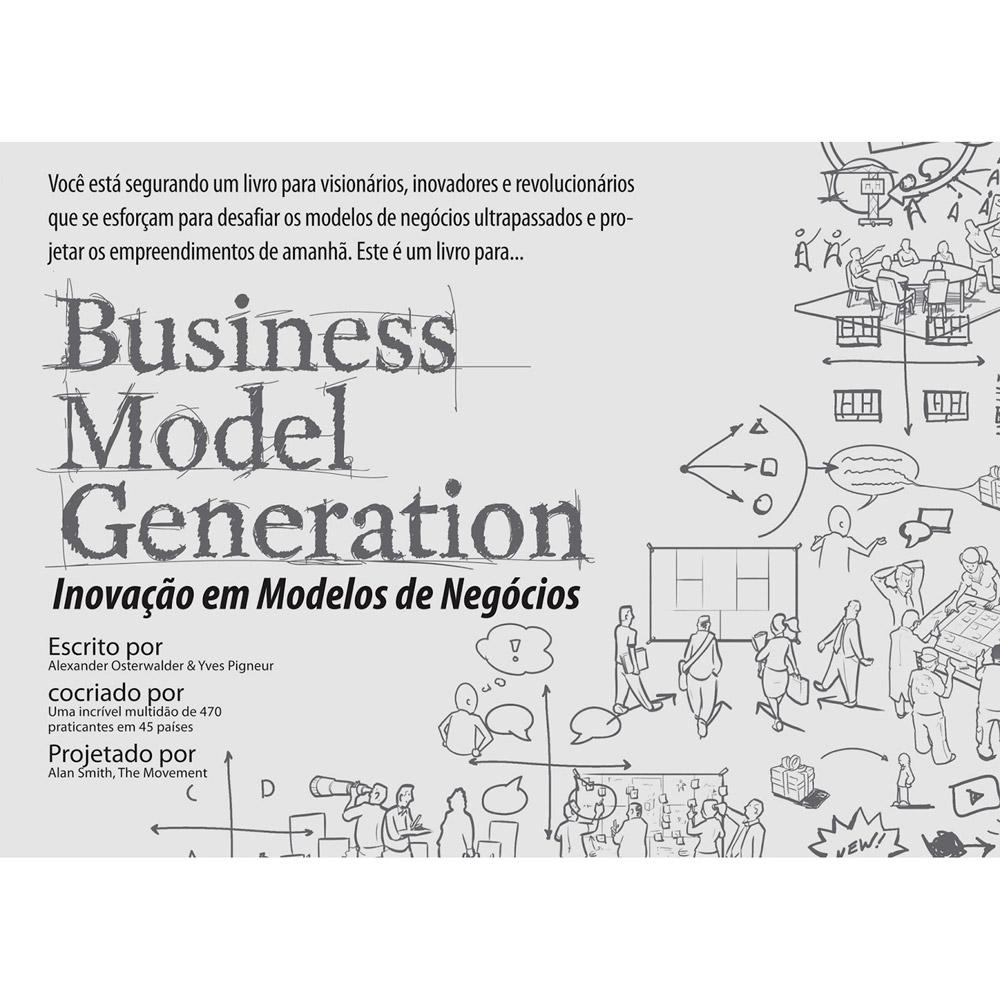 Você está segurando um livro para visionários, inovadores e revolucionários
que se esforçam para desafiar os modelos de negócios ultrapassados e pro-
jetar os empreendimentos de amanhã. Este é um livro para...
Business
Model
Generation
Inovação em Modelos de Negócios
Escrito por
Alexander Osterwalder & Yves Pigneur
cocriado por
Uma incrível multidão de 470
praticantes em 45 países
Projetado por
Alan Smith, The Movement
C D
NEW!